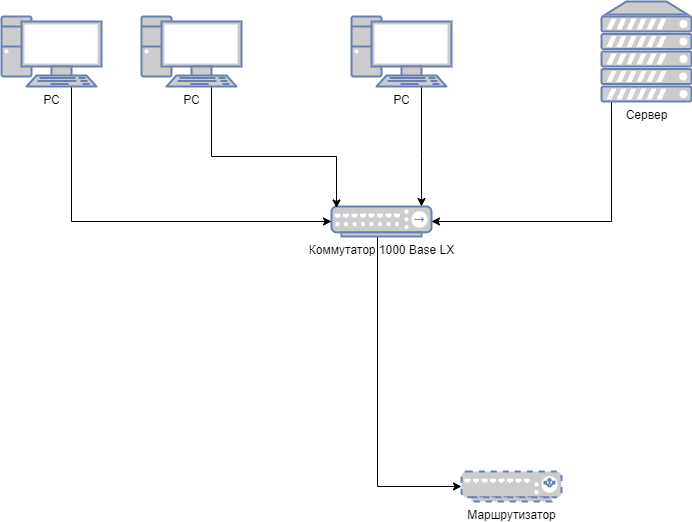 PC
PC
PC
Сервер
Коммутатор 1000 Base LX
Маршрутизатор